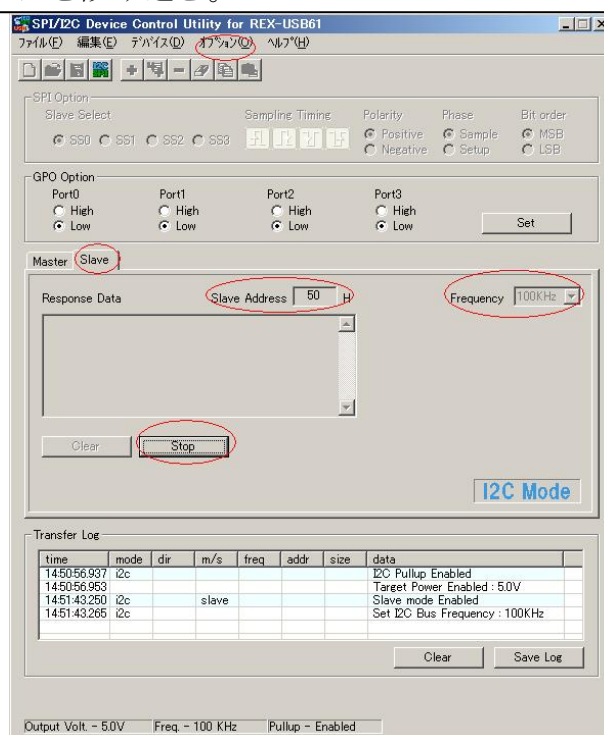 SPI/I2C Device Control Utility for REX-USB61
ファイル(F) 編集(E) デバイス(D) オプション(O) ヘルプ(H)
SPI Option
Slave Select Sampling Timing Polarity Phase Bit order
SS0 SS1 SS2 SS3 Positive Sample MSB
Negative Setup LSB
GPO Option
Port0 Port1 Port2 Port3
High High High High
Low Low Low Low Set
Master Slave
Response Data Slave Address 50 H Frequency 100KHz
Clear Stop
I2C Mode
Transfer Log
time mode dir m/s freq addr size data
14:50:56.937 i2c I2C Pullup Enabled
14:50:56.953 Target Power Enabled : 5.0V
14:51:43.250 i2c slave Slave mode Enabled
14:51:43.265 i2c Set I2C Bus Frequency : 100KHz
Clear Save Log
Output Volt. - 5.0V Freq. - 100 KHz Pullup - Enabled